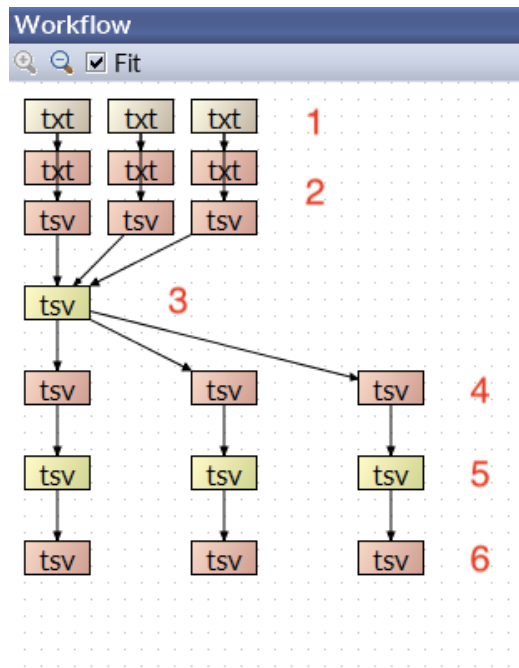 Workflow
Fit
txt txt txt 1
txt txt txt
2
tsv tsv tsv
tsv 3
tsv tsv tsv 4
tsv tsv tsv 5
tsv tsv tsv 6